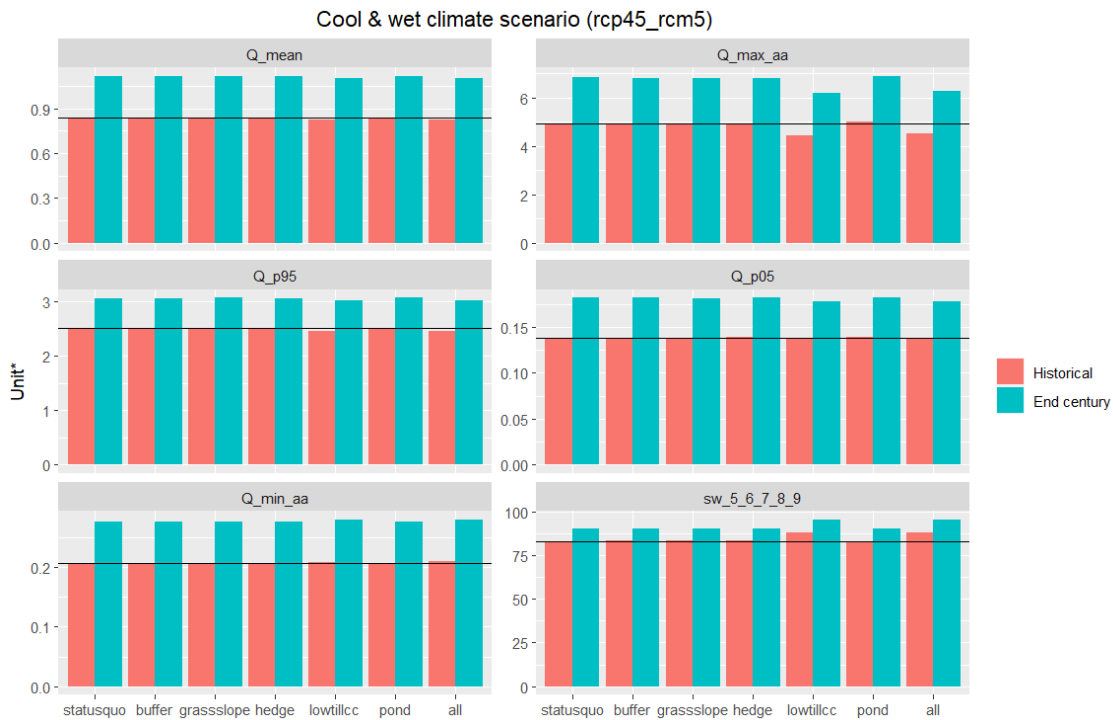 Cool & wet climate scenario (rcp45_rcm5)
Q_mean
0.9
0.6
0.3
0.0
Q_max_aa
6
4
2
0
Q_p95
3
2
1
0
Q_p05
0.15
0.10
0.05
0.00
Q_min_aa
0.2
0.1
0.0
sw_5_6_7_8_9
100
75
50
25
0
Unit*
statusquo buffer grassslope hedge lowtillcc pond all
statusquo buffer grassslope hedge lowtillcc pond all
Historical
End century